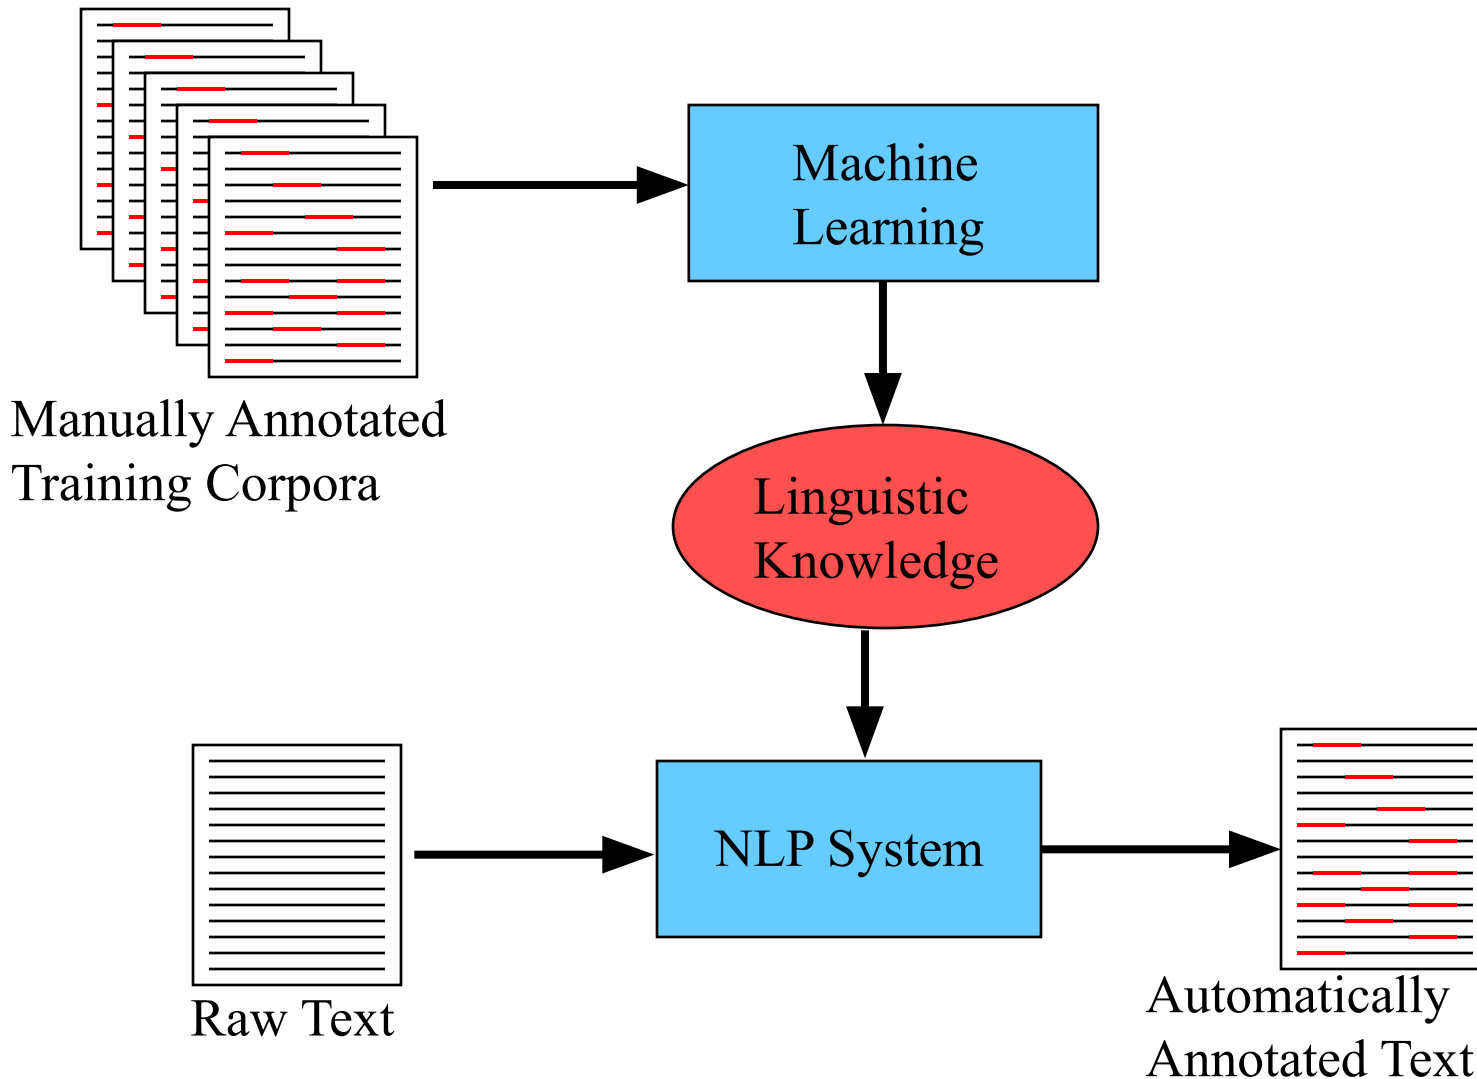 Machine
Learning
Manually Annotated
Training Corpora
Linguistic
Knowledge
NLP System
Raw Text
Automatically
Annotated Text